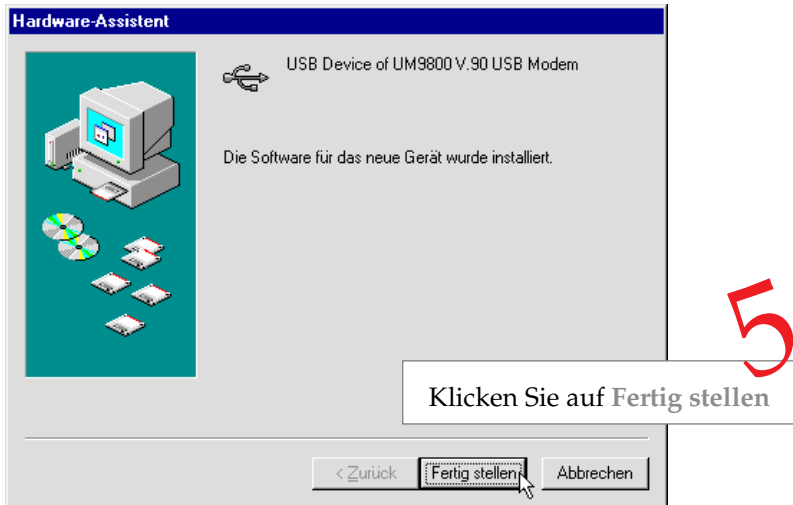 Hardware-Assistent
USB Device of UM9800 V.90 USB Modem
Die Software für das neue Gerät wurde installiert.
5
Klicken Sie auf Fertig stellen
< Zurück Fertig stellen Abbrechen